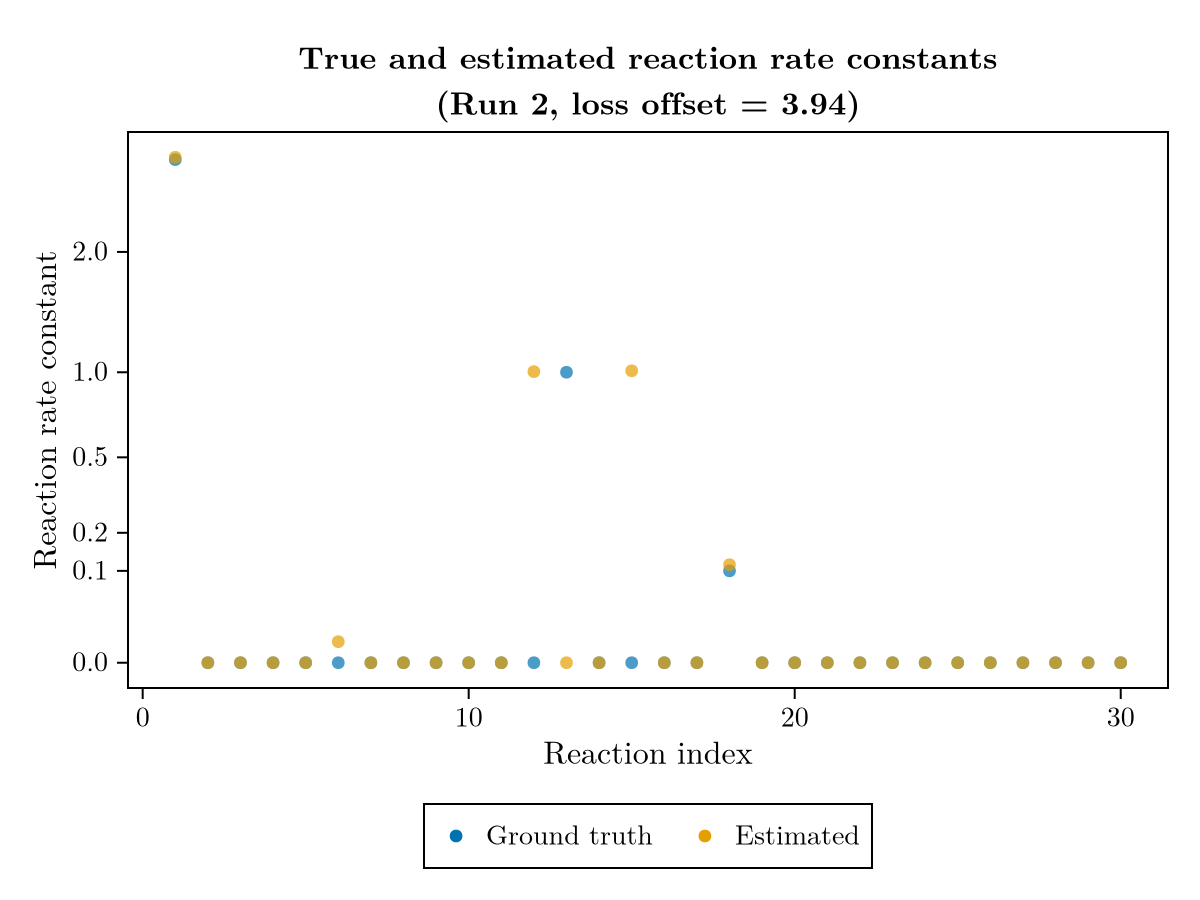 True and estimated reaction rate constants
(Run 2, loss offset = 3.94)
Reaction rate constant
2.0
1.0
0.5
0.2
0.1
0.0
0 10 20 30
Reaction index
Ground truth Estimated